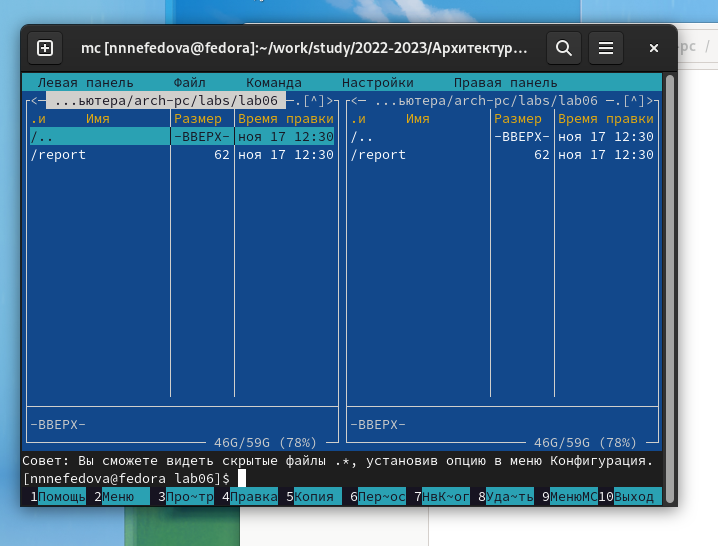 mc [nnnefedova@fedora]:~/work/study/2022-2023/Архитектур...
рс /
Левая панель Файл Команда Настройки Правая панель
<─ ...ьютера/arch-pc/labs/lab06 ─.[^]> <─ ...ьютера/arch-pc/labs/lab06 ─.[^]>
.и Имя Размер Время правки .и Имя Размер Время правки
/.. -ВВЕРХ- ноя 17 12:30 /.. -ВВЕРХ- ноя 17 12:30
/report 62 ноя 17 12:30 /report 62 ноя 17 12:30
-ВВЕРХ- -ВВЕРХ-
46G/59G (78%) 46G/59G (78%)
Совет: Вы сможете видеть скрытые файлы .*, установив опцию в меню Конфигурация.
[nnnefedova@fedora lab06]$
1Помощь 2Меню 3Про~тр 4Правка 5Копия 6Пер~ос 7НвК~ог 8Уда~ть 9МенюMC 10Выход